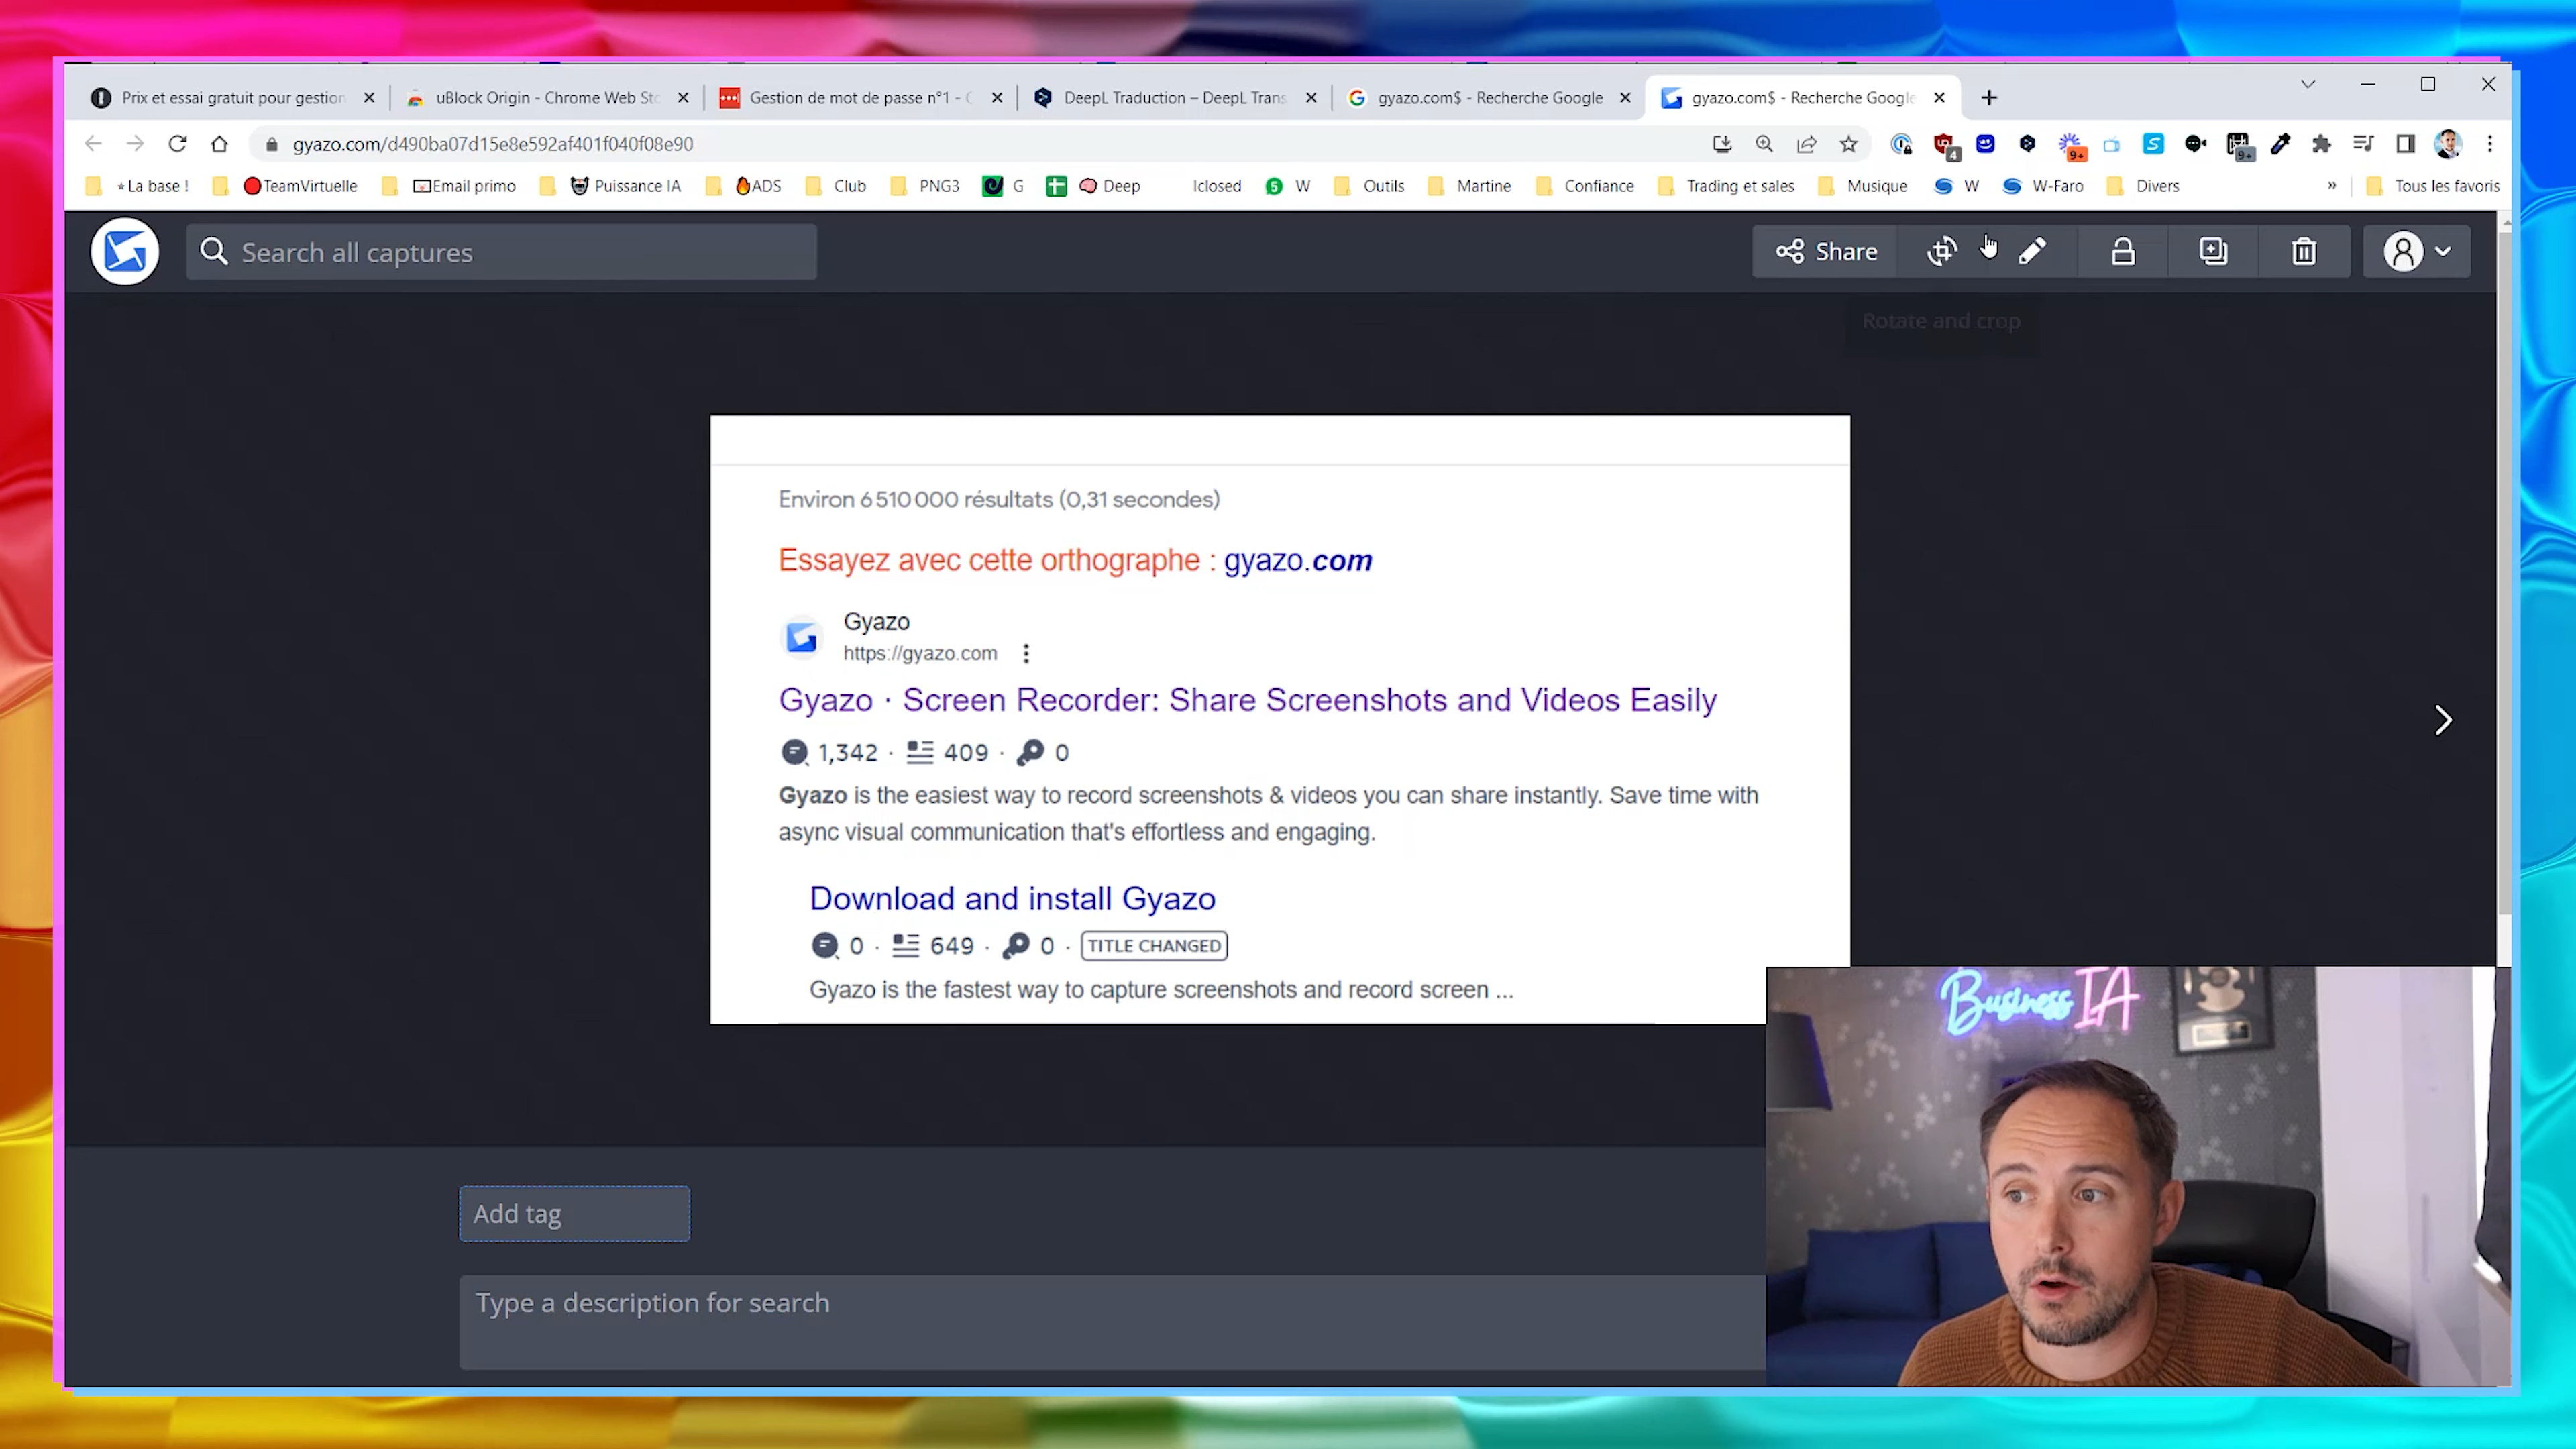 Prix et essai gratuit pour gestion
uBlock Origin - Chrome Web Sto
Gestion de mot de passe n°1 - C
DeepL Traduction – DeepL Trans
gyazo.com$ - Recherche Google
gyazo.com$ - Recherche Google
gyazo.com/d490ba07d15e8e592af401f040f08e90
4
9+
9+
La base !
TeamVirtuelle
Email primo
Puissance IA
ADS
Club
PNG3
G
Deep
Iclosed
5
W
Outils
Martine
Confiance
Trading et sales
Musique
W
W-Faro
Divers
»
Tous les favoris
Search all captures
Share
Rotate and crop
Environ 6 510 000 résultats (0,31 secondes)
Essayez avec cette orthographe : gyazo.com
Gyazo
https://gyazo.com
Gyazo · Screen Recorder: Share Screenshots and Videos Easily
1,342 · 409 · 0
Gyazo is the easiest way to record screenshots & videos you can share instantly. Save time with
async visual communication that's effortless and engaging.
Download and install Gyazo
0 · 649 · 0 · TITLE CHANGED
Gyazo is the fastest way to capture screenshots and record screen ...
Business IA
Add tag
Type a description for search